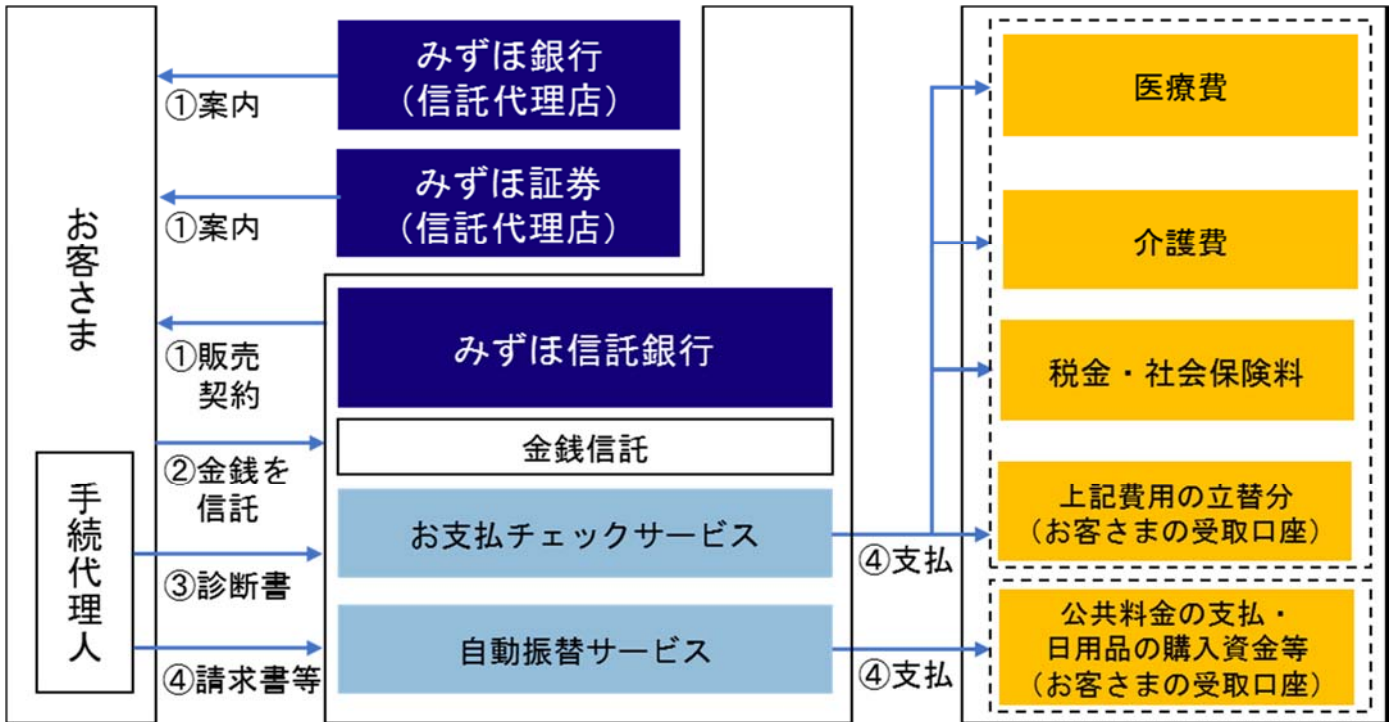 お客さま
手続代理人
みずほ銀行
（信託代理店）
①案内
みずほ証券
（信託代理店）
①案内
みずほ信託銀行
①販売
契約
金銭信託
②金銭を
信託
お支払チェックサービス
③診断書
自動振替サービス
④請求書等
④支払
④支払
医療費
介護費
税金・社会保険料
上記費用の立替分
（お客さまの受取口座）
公共料金の支払・
日用品の購入資金等
（お客さまの受取口座）